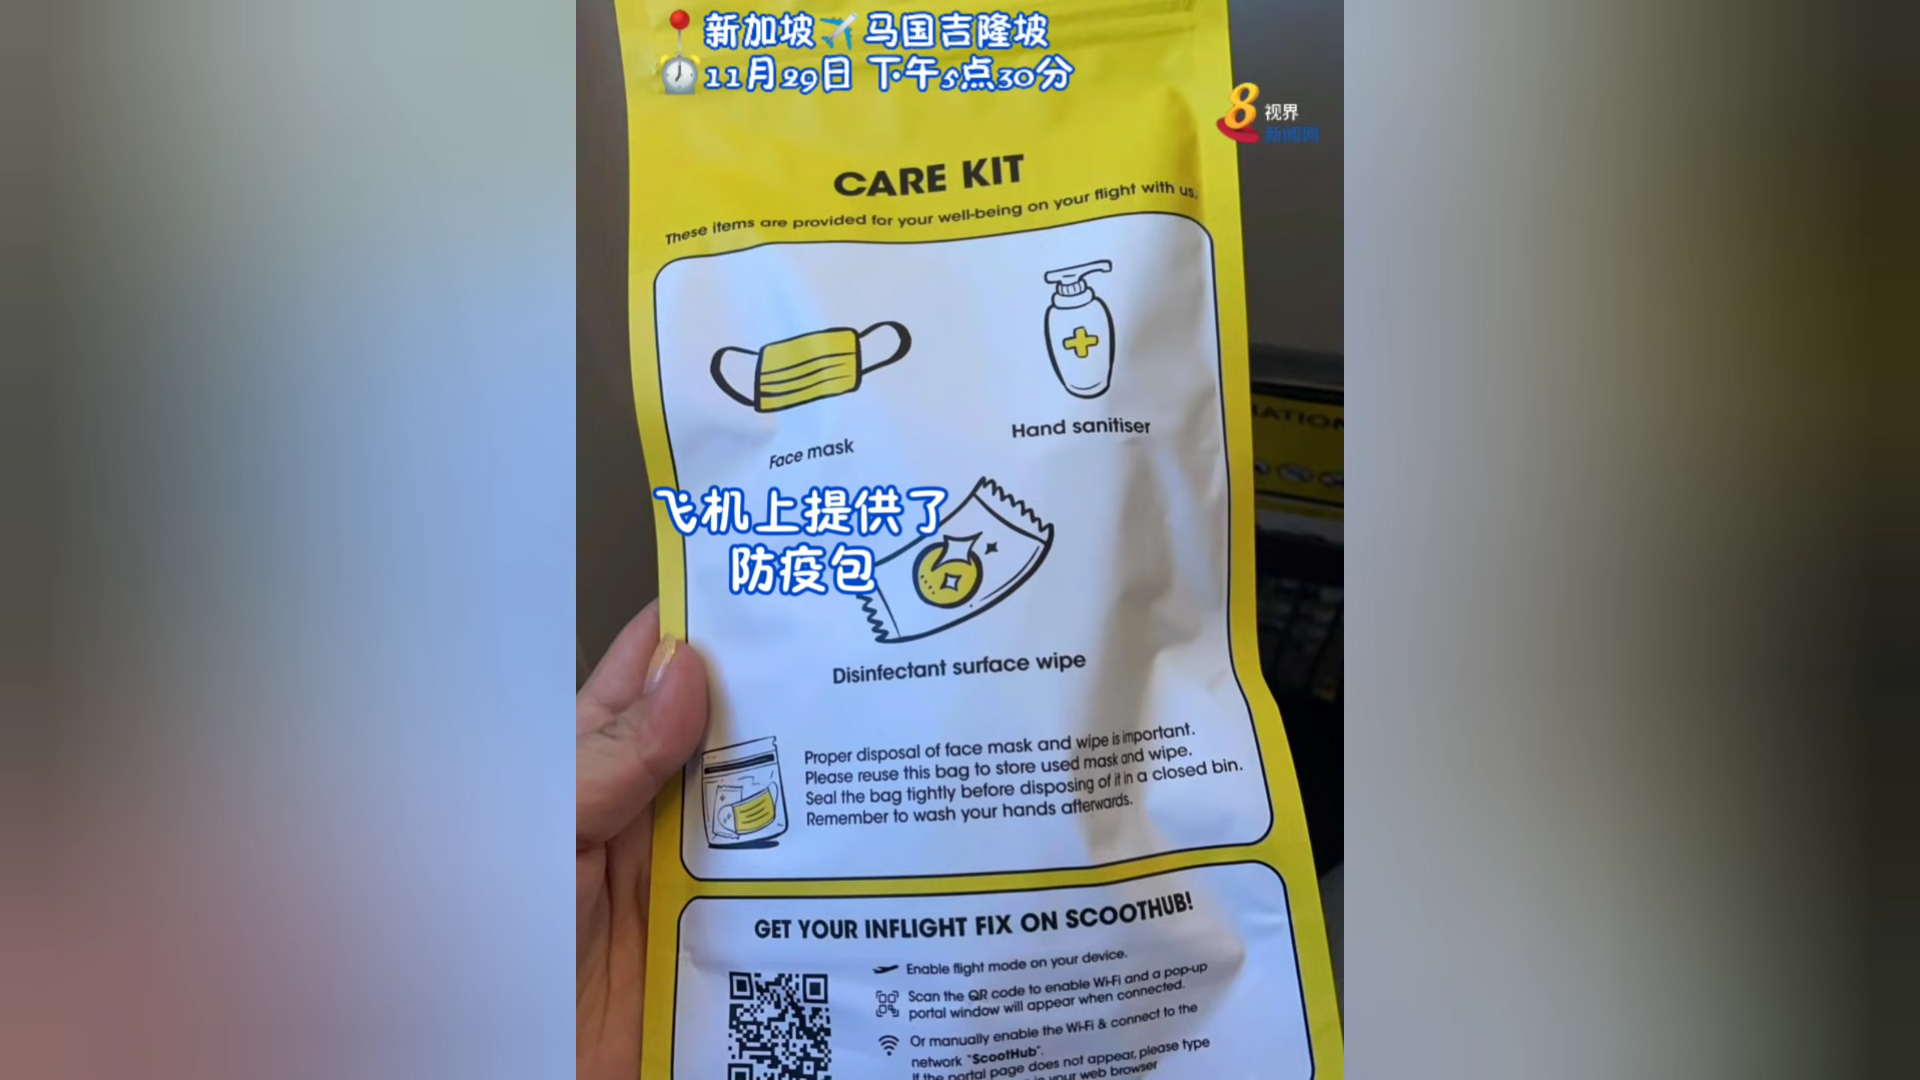 新加坡✈️马国吉隆坡
11月29日 下午5点30分
8视界
新闻网
CARE KIT
These items are provided for your well-being on your flight with us.
Face mask
Hand sanitiser
飞机上提供了
防疫包
Disinfectant surface wipe
Proper disposal of face mask and wipe is important.
Please reuse this bag to store used mask and wipe.
Seal the bag tightly before disposing of it in a closed bin.
Remember to wash your hands afterwards.
GET YOUR INFLIGHT FIX ON SCOOTHUB!
Enable flight mode on your device.
Scan the QR code to enable Wi-Fi and a pop-up
portal window will appear when connected.
Or manually enable the Wi-Fi & connect to the
network "ScootHub".
If the portal page does not appear, please type
in your web browser